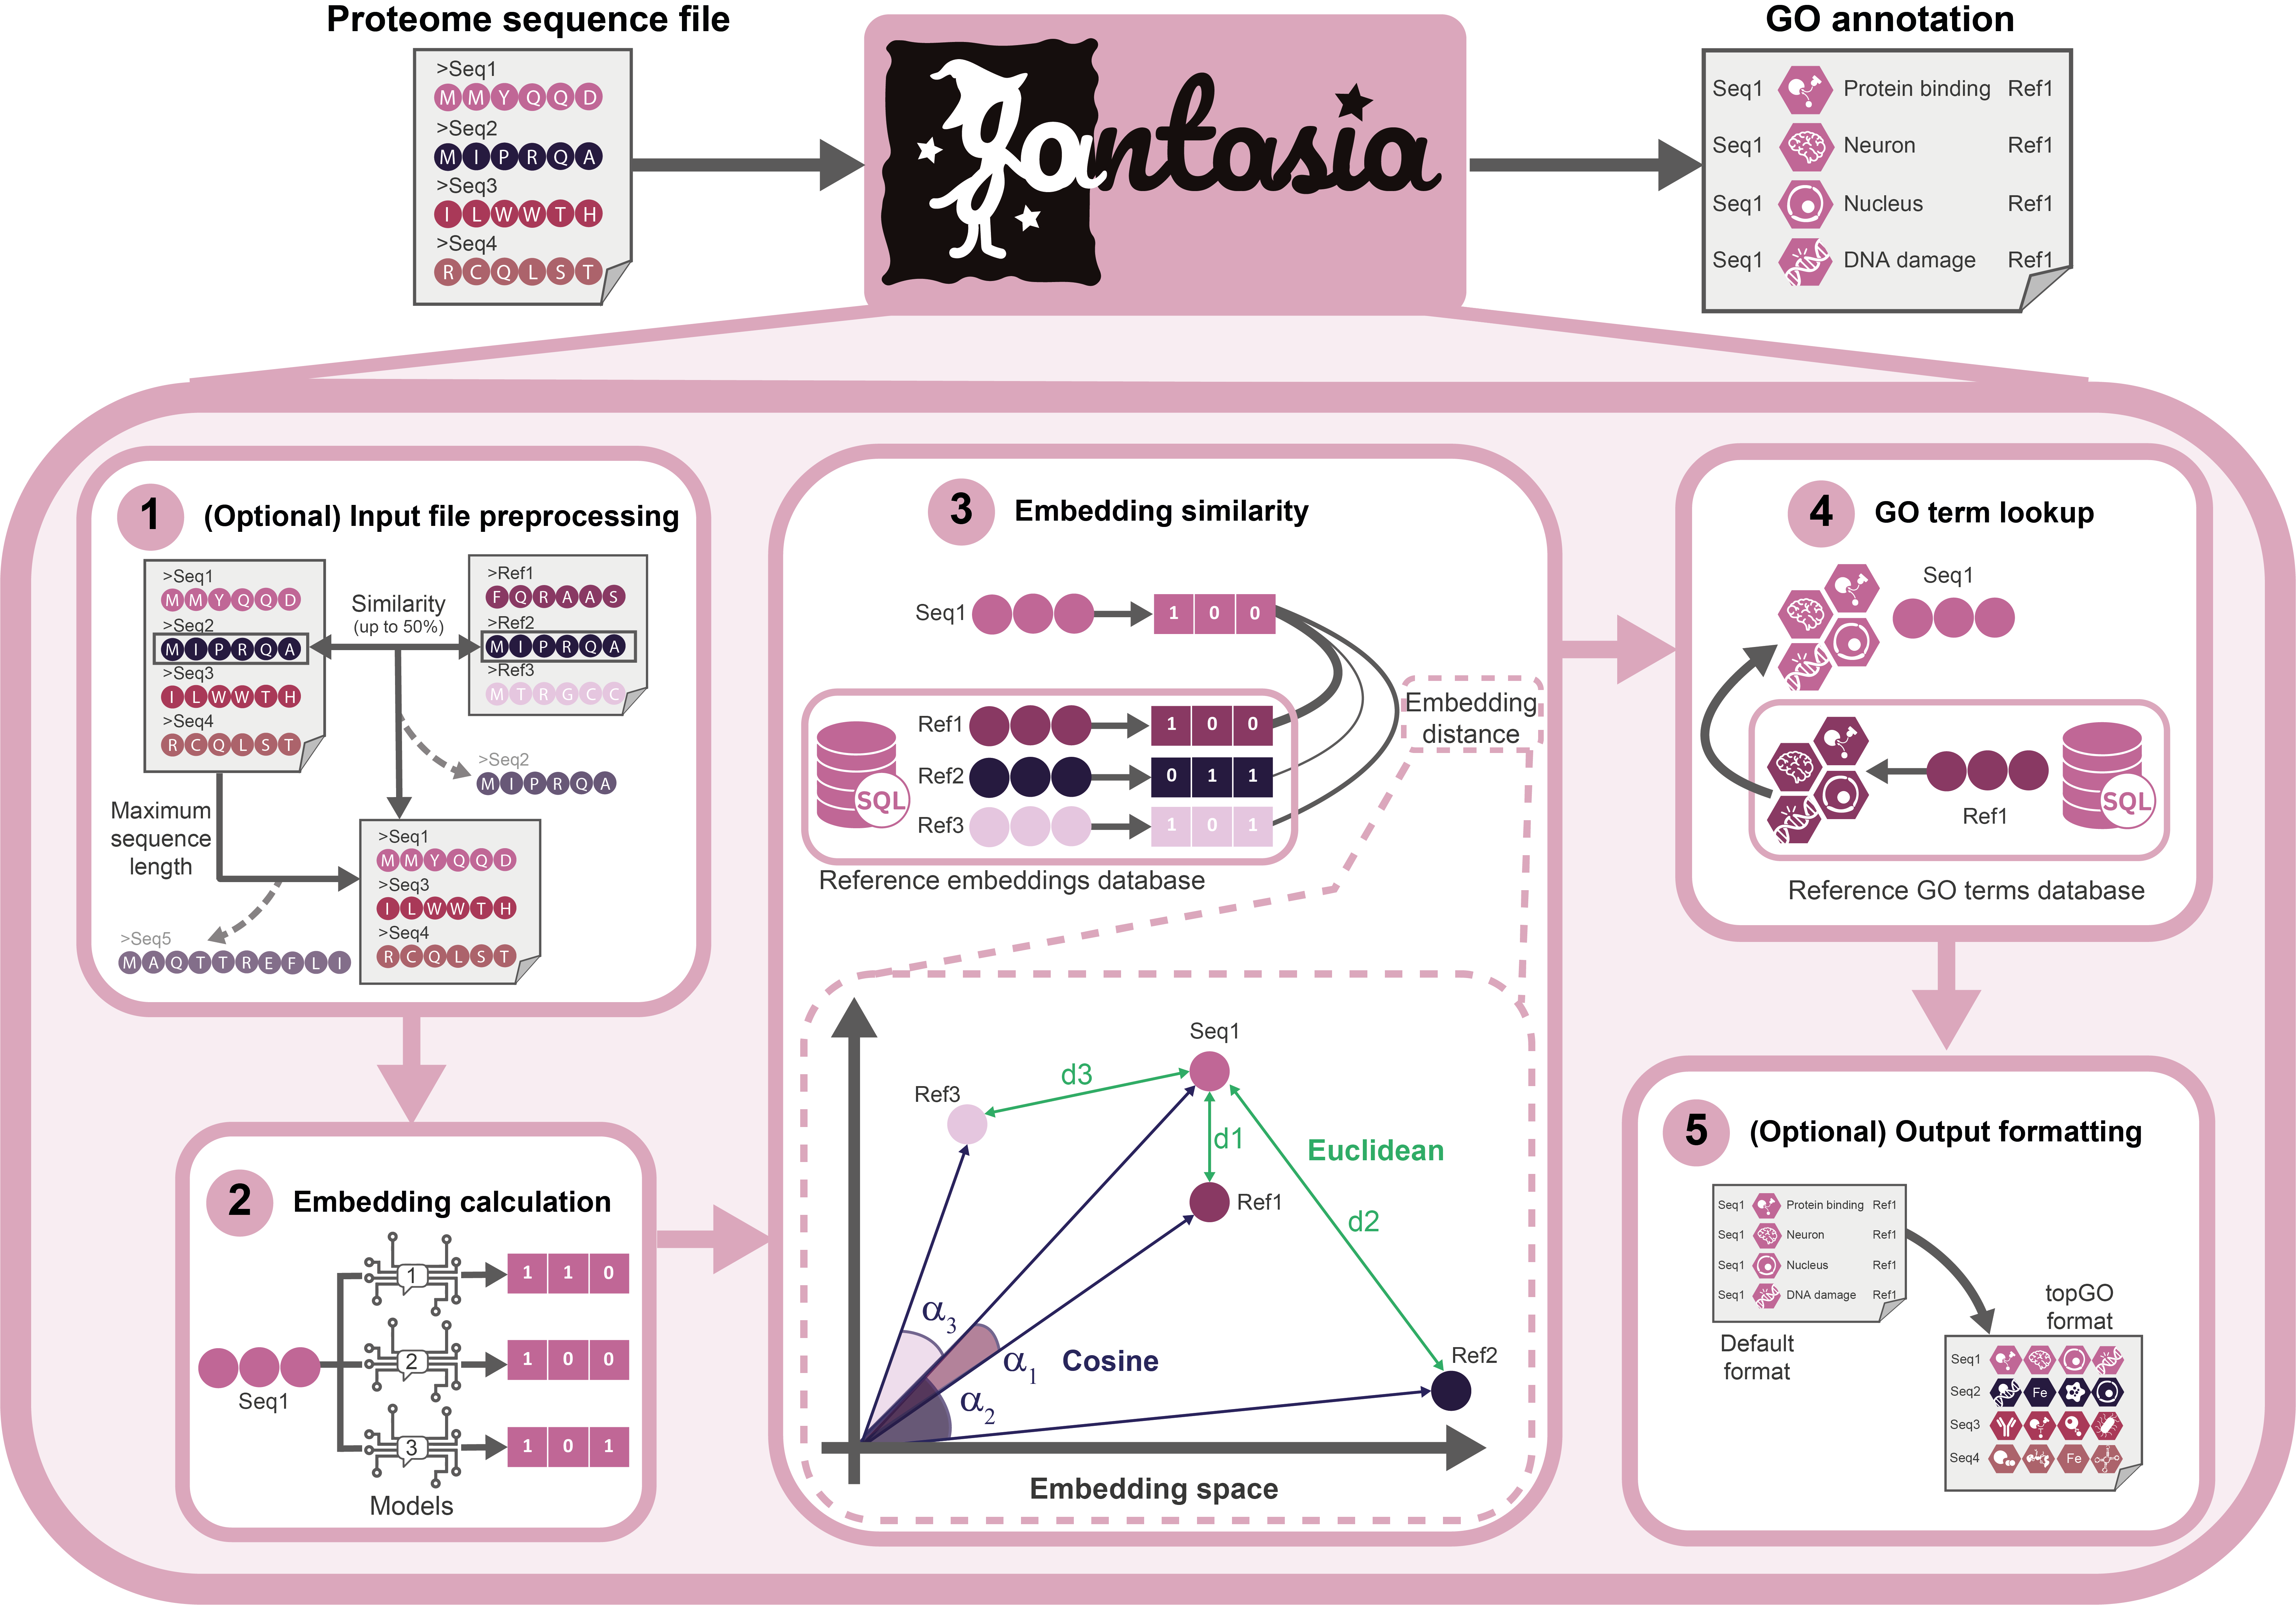 Proteome sequence file
>Seq1
M M Y Q Q D
>Seq2
M I P R Q A
>Seq3
I L W W T H
>Seq4
R C Q L S T
fantasia
GO annotation
Seq1 Protein binding Ref1
Seq1 Neuron Ref1
Seq1 Nucleus Ref1
Seq1 DNA damage Ref1
1 (Optional) Input file preprocessing
>Seq1
M M Y Q Q D
>Seq2
M I P R Q A
>Seq3
I L W W T H
>Seq4
R C Q L S T
Similarity
(up to 50%)
>Ref1
F Q R A A S
>Ref2
M I P R Q A
>Ref3
M T R G C C
>Seq2
M I P R Q A
Maximum
sequence
length
>Seq1
M M Y Q Q D
>Seq3
I L W W T H
>Seq4
R C Q L S T
>Seq5
M A Q T T R E F L I
2 Embedding calculation
Seq1
1
1 1 0
2
1 0 0
3
1 0 1
Models
3 Embedding similarity
Seq1 1 0 0
Ref1 1 0 0
Ref2 0 1 1
Ref3 1 0 1
SQL
Reference embeddings database
Embedding
distance
Seq1
Ref3
d3
d1
Euclidean
Ref1
d2
Ref2
α3
α1
Cosine
α2
Embedding space
4 GO term lookup
Seq1
Ref1
SQL
Reference GO terms database
5 (Optional) Output formatting
Seq1 Protein binding Ref1
Seq1 Neuron Ref1
Seq1 Nucleus Ref1
Seq1 DNA damage Ref1
Default
format
topGO
format
Seq1
Seq2 Fe
Seq3
Seq4 Fe